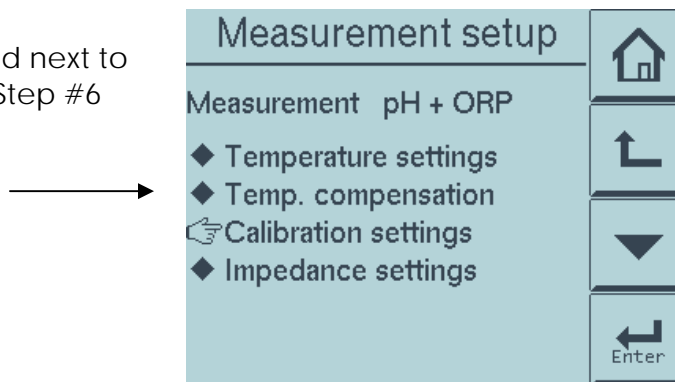 Measurement setup
d next to
Step #6
Measurement pH + ORP
Temperature settings
Temp. compensation
Calibration settings
Impedance settings
Enter